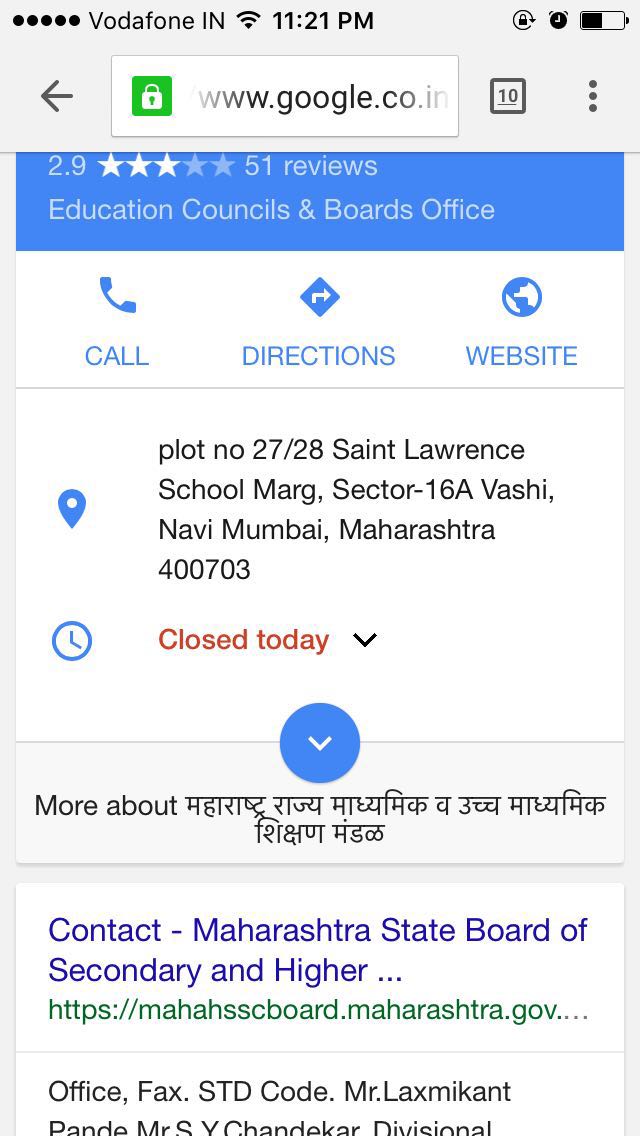 Vodafone IN 11:21 PM
www.google.co.in
10
2.9 51 reviews
Education Councils & Boards Office
CALL DIRECTIONS WEBSITE
plot no 27/28 Saint Lawrence
School Marg, Sector-16A Vashi,
Navi Mumbai, Maharashtra
400703
Closed today
More about महाराष्ट्र राज्य माध्यमिक व उच्च माध्यमिक
शिक्षण मंडळ
Contact - Maharashtra State Board of
Secondary and Higher ...
https://mahahsscboard.maharashtra.gov....
Office, Fax. STD Code. Mr.Laxmikant
Pande Mr.S.Y.Chandekar, Divisional